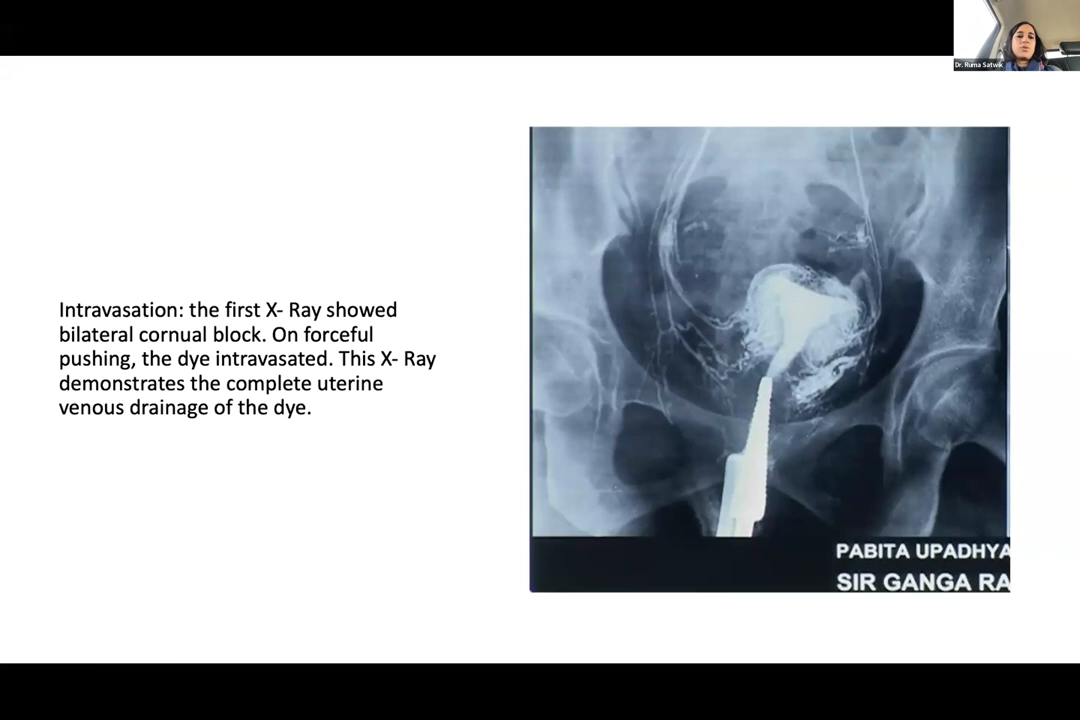 Dr. Ruma Satwik
Intravasation: the first X- Ray showed
bilateral cornual block. On forceful
pushing, the dye intravasated. This X- Ray
demonstrates the complete uterine
venous drainage of the dye.
PABITA UPADHYA
SIR GANGA RA